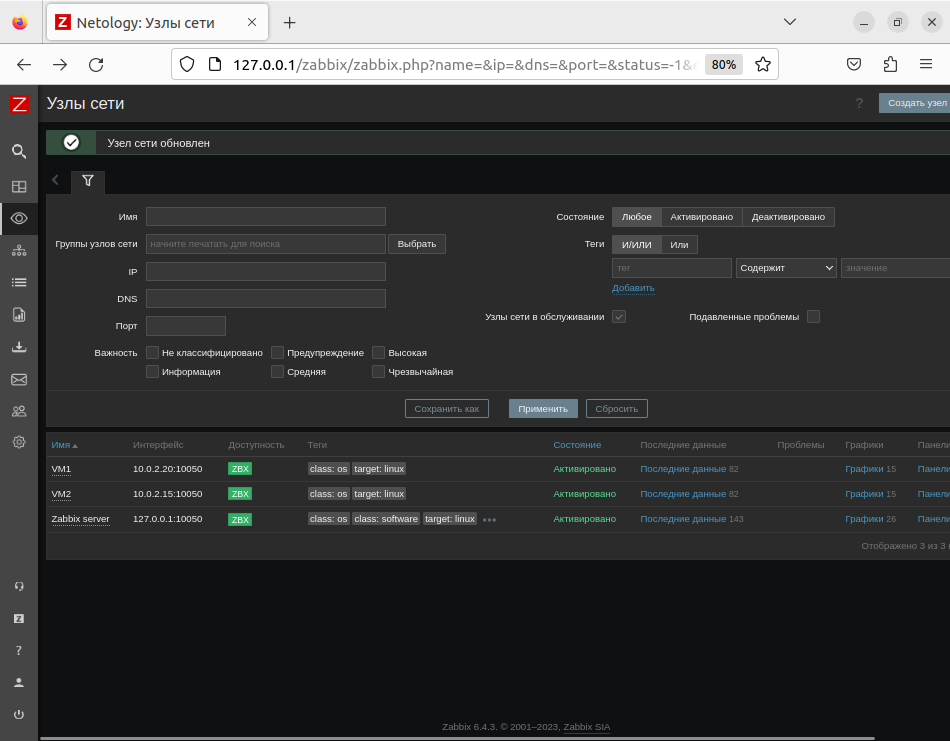 Z Netology: Узлы сети
127.0.0.1/zabbix/zabbix.php?name=&ip=&dns=&port=&status=-1& 80%
Z Узлы сети ? Создать узел
Узел сети обновлен
Имя Состояние Любое Активировано Деактивировано
Группы узлов сети начните печатать для поиска Выбрать Теги И/ИЛИ Или
IP тег Содержит значение
DNS Добавить
Порт Узлы сети в обслуживании Подавленные проблемы
Важность Не классифицировано Предупреждение Высокая
Информация Средняя Чрезвычайная
Сохранить как Применить Сбросить
Имя Интерфейс Доступность Теги Состояние Последние данные Проблемы Графики Панели
VM1 10.0.2.20:10050 ZBX class: os target: linux Активировано Последние данные 82 Графики 15 Панели
VM2 10.0.2.15:10050 ZBX class: os target: linux Активировано Последние данные 82 Графики 15 Панели
Zabbix server 127.0.0.1:10050 ZBX class: os class: software target: linux ••• Активировано Последние данные 143 Графики 26 Панели
Отображено 3 из 3
Z
?
Zabbix 6.4.3. © 2001–2023, Zabbix SIA